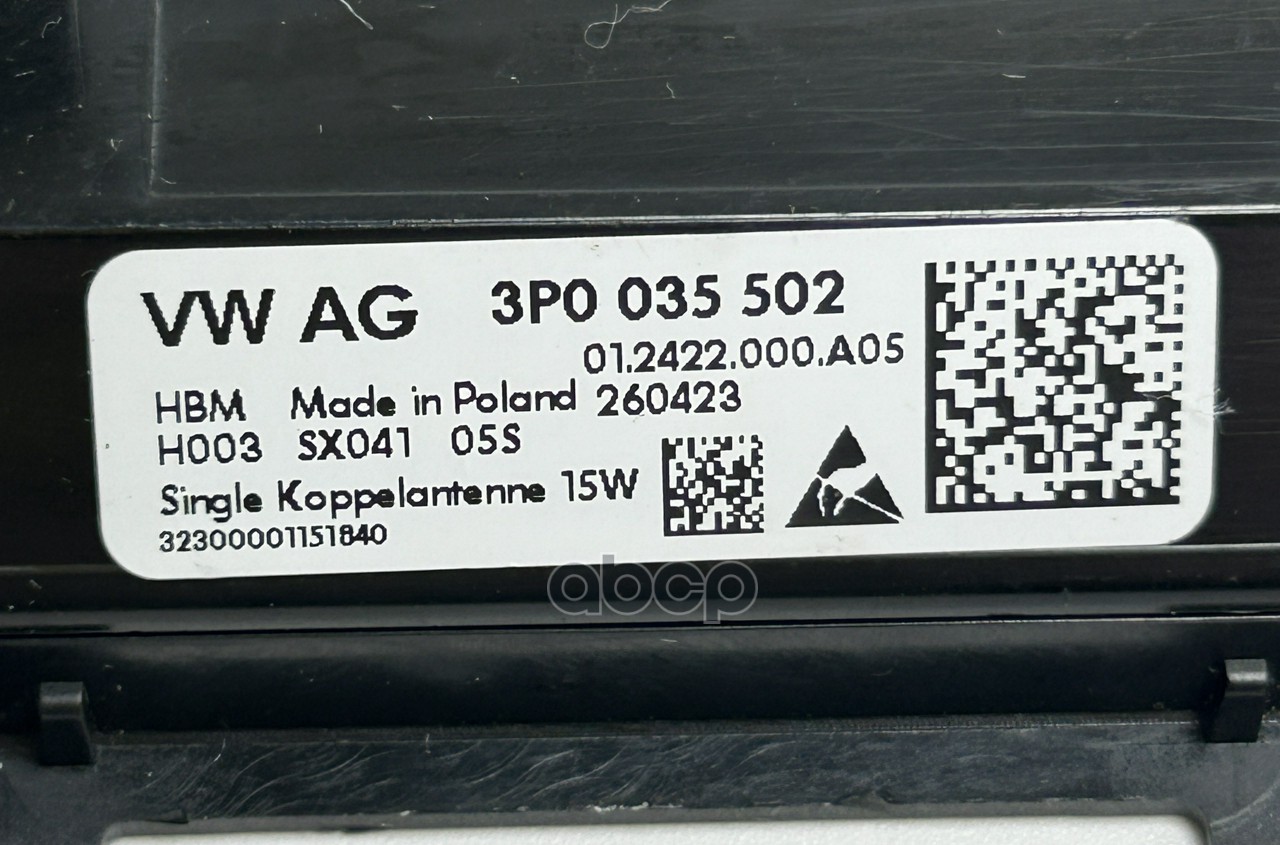 VW AG 3P0 035 502
01.2422.000.A05
HBM Made in Poland 260423
H003 SX041 05S
Single Koppelantenne 15W
32300001151840
abcp